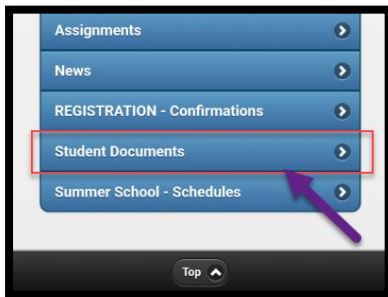 Assignments
News
REGISTRATION - Confirmations
Student Documents
Summer School - Schedules
Top